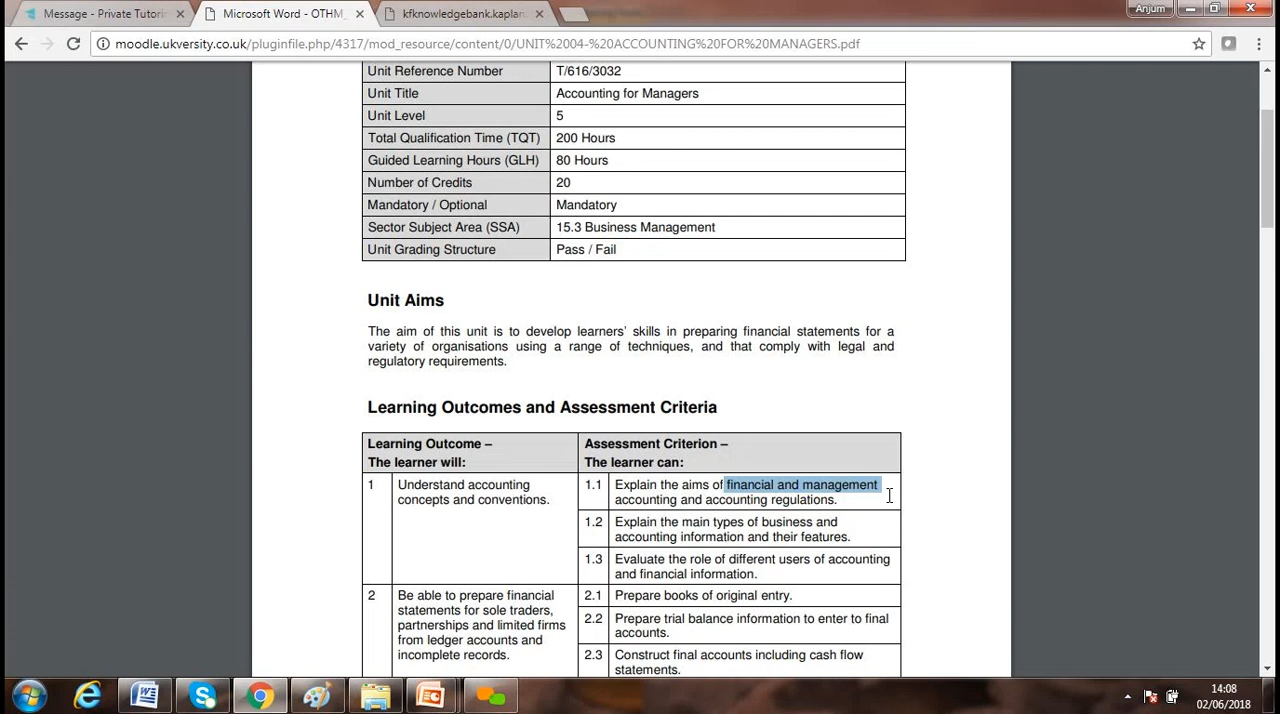 Message - Private Tutori
Microsoft Word - OTHM_
kfknowledgebank.kaplan.
Anjum
moodle.ukversity.co.uk/pluginfile.php/4317/mod_resource/content/0/UNIT%2004-%20ACCOUNTING%20FOR%20MANAGERS.pdf
Unit Reference Number T/616/3032
Unit Title Accounting for Managers
Unit Level 5
Total Qualification Time (TQT) 200 Hours
Guided Learning Hours (GLH) 80 Hours
Number of Credits 20
Mandatory / Optional Mandatory
Sector Subject Area (SSA) 15.3 Business Management
Unit Grading Structure Pass / Fail
Unit Aims
The aim of this unit is to develop learners' skills in preparing financial statements for a
variety of organisations using a range of techniques, and that comply with legal and
regulatory requirements.
Learning Outcomes and Assessment Criteria
Learning Outcome –
The learner will:
Assessment Criterion –
The learner can:
1 Understand accounting
concepts and conventions.
1.1 Explain the aims of financial and management
accounting and accounting regulations.
1.2 Explain the main types of business and
accounting information and their features.
1.3 Evaluate the role of different users of accounting
and financial information.
2 Be able to prepare financial
statements for sole traders,
partnerships and limited firms
from ledger accounts and
incomplete records.
2.1 Prepare books of original entry.
2.2 Prepare trial balance information to enter to final
accounts.
2.3 Construct final accounts including cash flow
statements.
14:08
02/06/2018